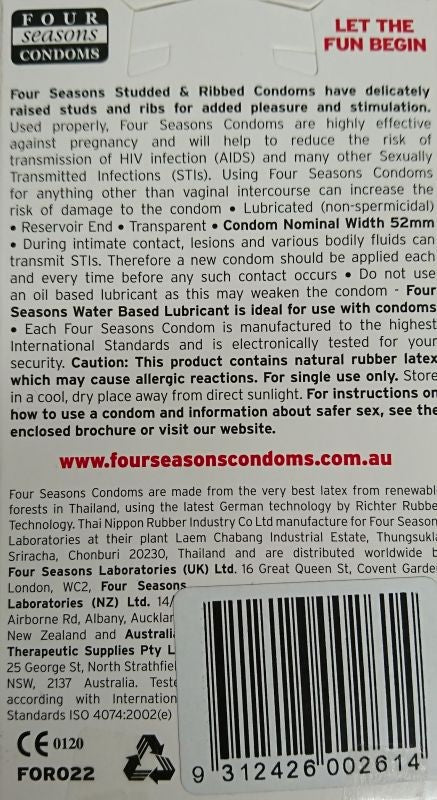 FOUR
seasons
CONDOMS
LET THE
FUN BEGIN
Four Seasons Studded & Ribbed Condoms have delicately
raised studs and ribs for added pleasure and stimulation.
Used properly, Four Seasons Condoms are highly effective
against pregnancy and will help to reduce the risk of
transmission of HIV infection (AIDS) and many other Sexually
Transmitted Infections (STIs). Using Four Seasons Condoms
for anything other than vaginal intercourse can increase the
risk of damage to the condom • Lubricated (non-spermicidal)
• Reservoir End • Transparent • Condom Nominal Width 52mm
• During intimate contact, lesions and various bodily fluids can
transmit STIs. Therefore a new condom should be applied each
and every time before any such contact occurs • Do not use
an oil based lubricant as this may weaken the condom - Four
Seasons Water Based Lubricant is ideal for use with condoms
• Each Four Seasons Condom is manufactured to the highest
International Standards and is electronically tested for your
security. Caution: This product contains natural rubber latex
which may cause allergic reactions. For single use only. Store
in a cool, dry place away from direct sunlight. For instructions on
how to use a condom and information about safer sex, see the
enclosed brochure or visit our website.
www.fourseasonscondoms.com.au
Four Seasons Condoms are made from the very best latex from renewabl
forests in Thailand, using the latest German technology by Richter Rubbe
Technology. Thai Nippon Rubber Industry Co Ltd manufacture for Four Season
Laboratories at their plant Laem Chabang Industrial Estate, Thungsukl
Sriracha, Chonburi 20230, Thailand and are distributed worldwide b
Four Seasons Laboratories (UK) Ltd. 16 Great Queen St, Covent Garde
London, WC2, Four Seasons
Laboratories (NZ) Ltd. 14/
Airborne Rd, Albany, Aucklan
New Zealand and Australi
Therapeutic Supplies Pty L
25 George St, North Strathfiel
NSW, 2137 Australia. Teste
according with Internation
Standards ISO 4074:2002(e)
CE 0120
FOR022
9 312426 002614